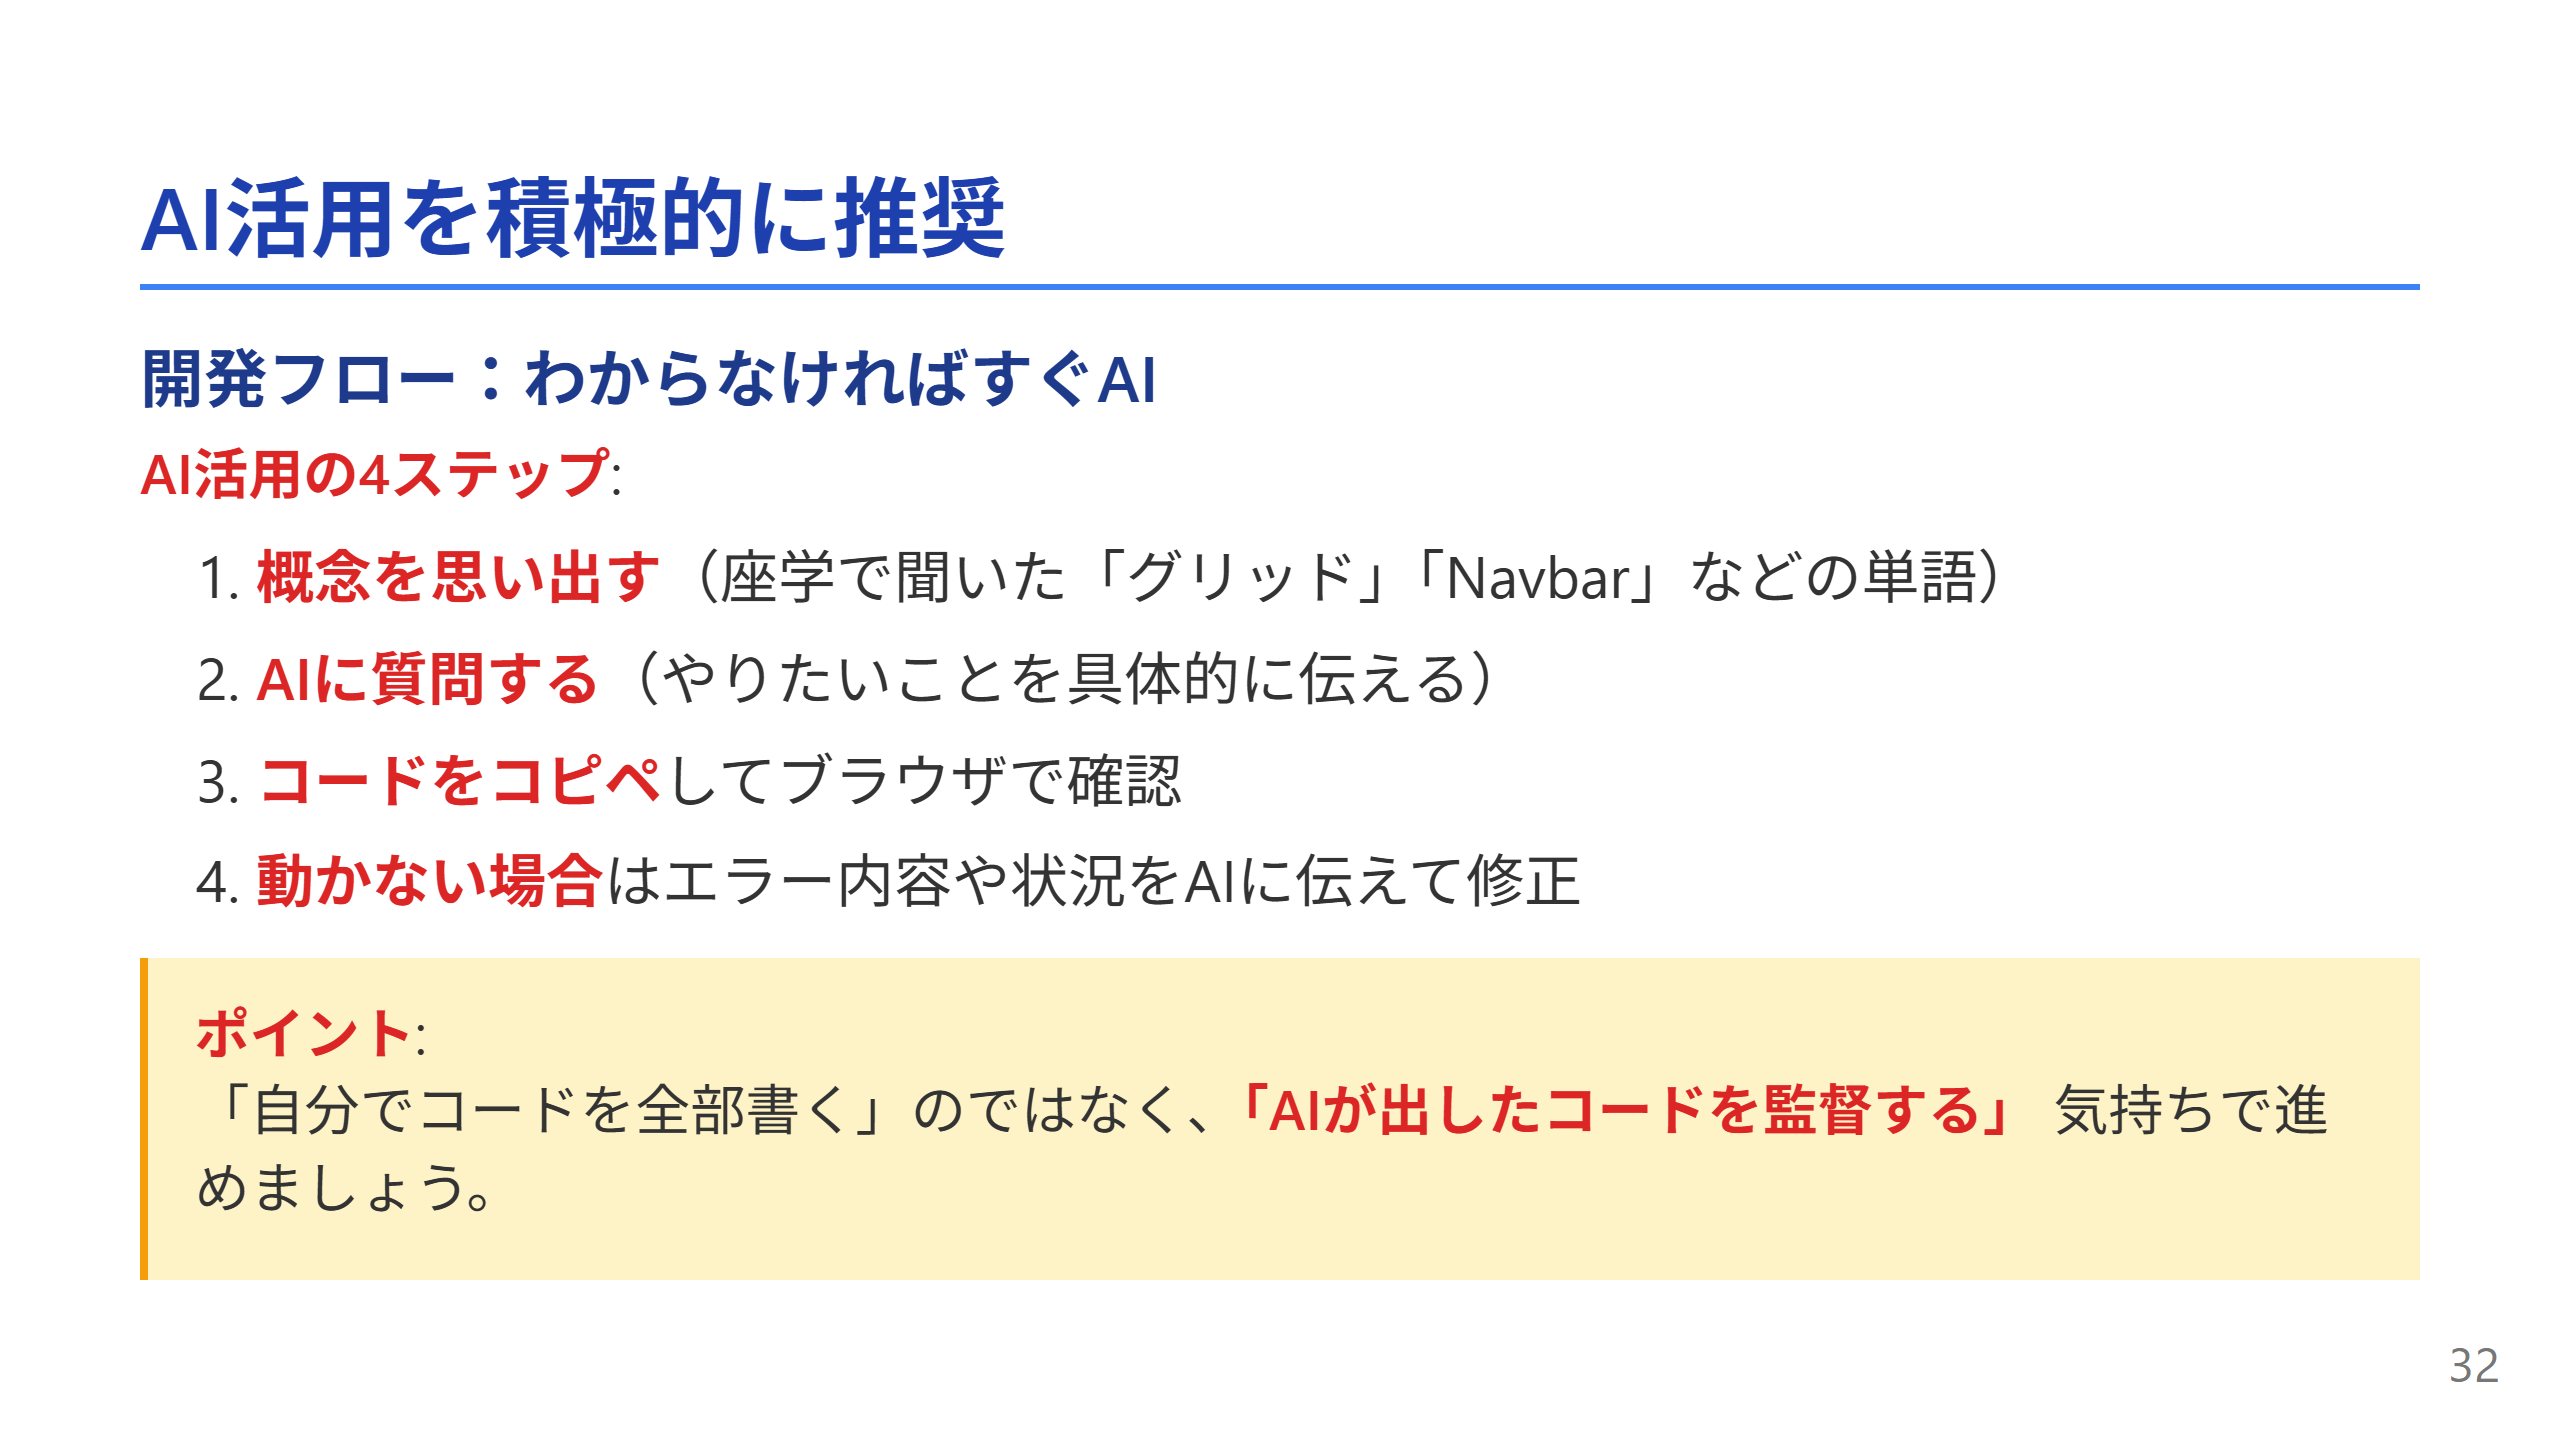 AI活用を積極的に推奨
開発フロー：わからなければすぐAI
AI活用の4ステップ:
1. 概念を思い出す（座学で聞いた「グリッド」「Navbar」などの単語）
2. AIに質問する（やりたいことを具体的に伝える）
3. コードをコピペしてブラウザで確認
4. 動かない場合はエラー内容や状況をAIに伝えて修正
ポイント:
「自分でコードを全部書く」のではなく、「AIが出したコードを監督する」 気持ちで進
めましょう。
32